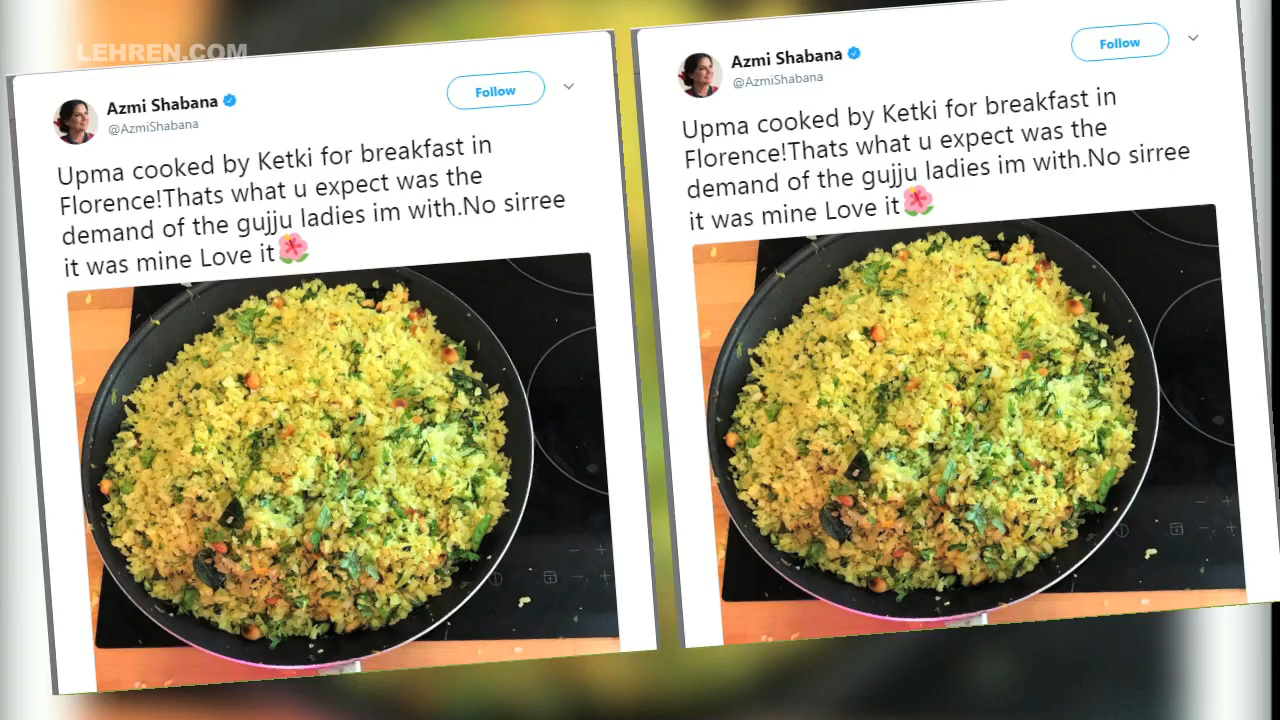 LEHREN.COM
Azmi Shabana
@AzmiShabana
Follow
Upma cooked by Ketki for breakfast in
Florence!Thats what u expect was the
demand of the gujju ladies im with.No sirree
it was mine Love it🌺
Azmi Shabana
@AzmiShabana
Follow
Upma cooked by Ketki for breakfast in
Florence!Thats what u expect was the
demand of the gujju ladies im with.No sirree
it was mine Love it🌺